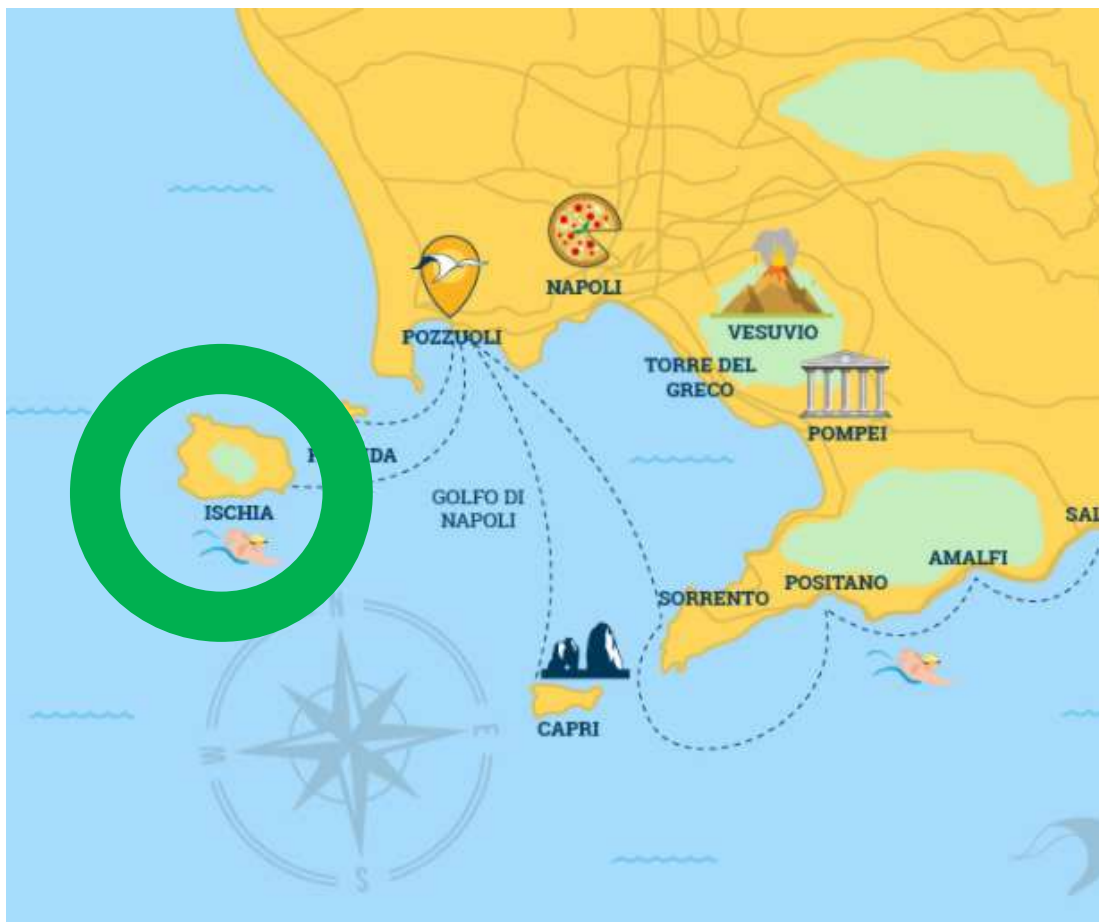 NAPOLI
POZZUOLI
VESUVIO
TORRE DEL
GRECO
POMPEI
GOLFO DI
NAPOLI
ISCHIA
AMALFI
POSITANO
SORRENTO
CAPRI
N
E
W
S